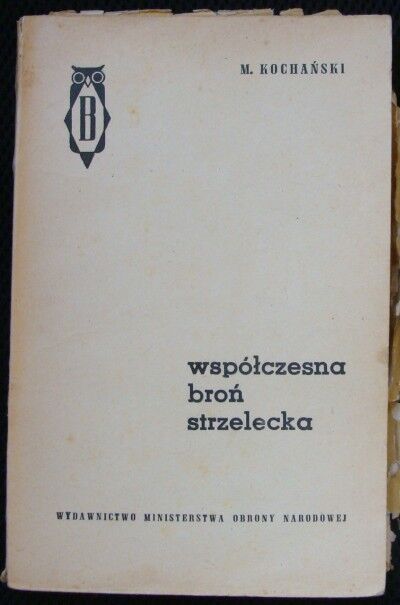 B
M. KOCHAŃSKI
współczesna
broń
strzelecka
WYDAWNICTWO MINISTERSTWA OBRONY NARODOWEJ